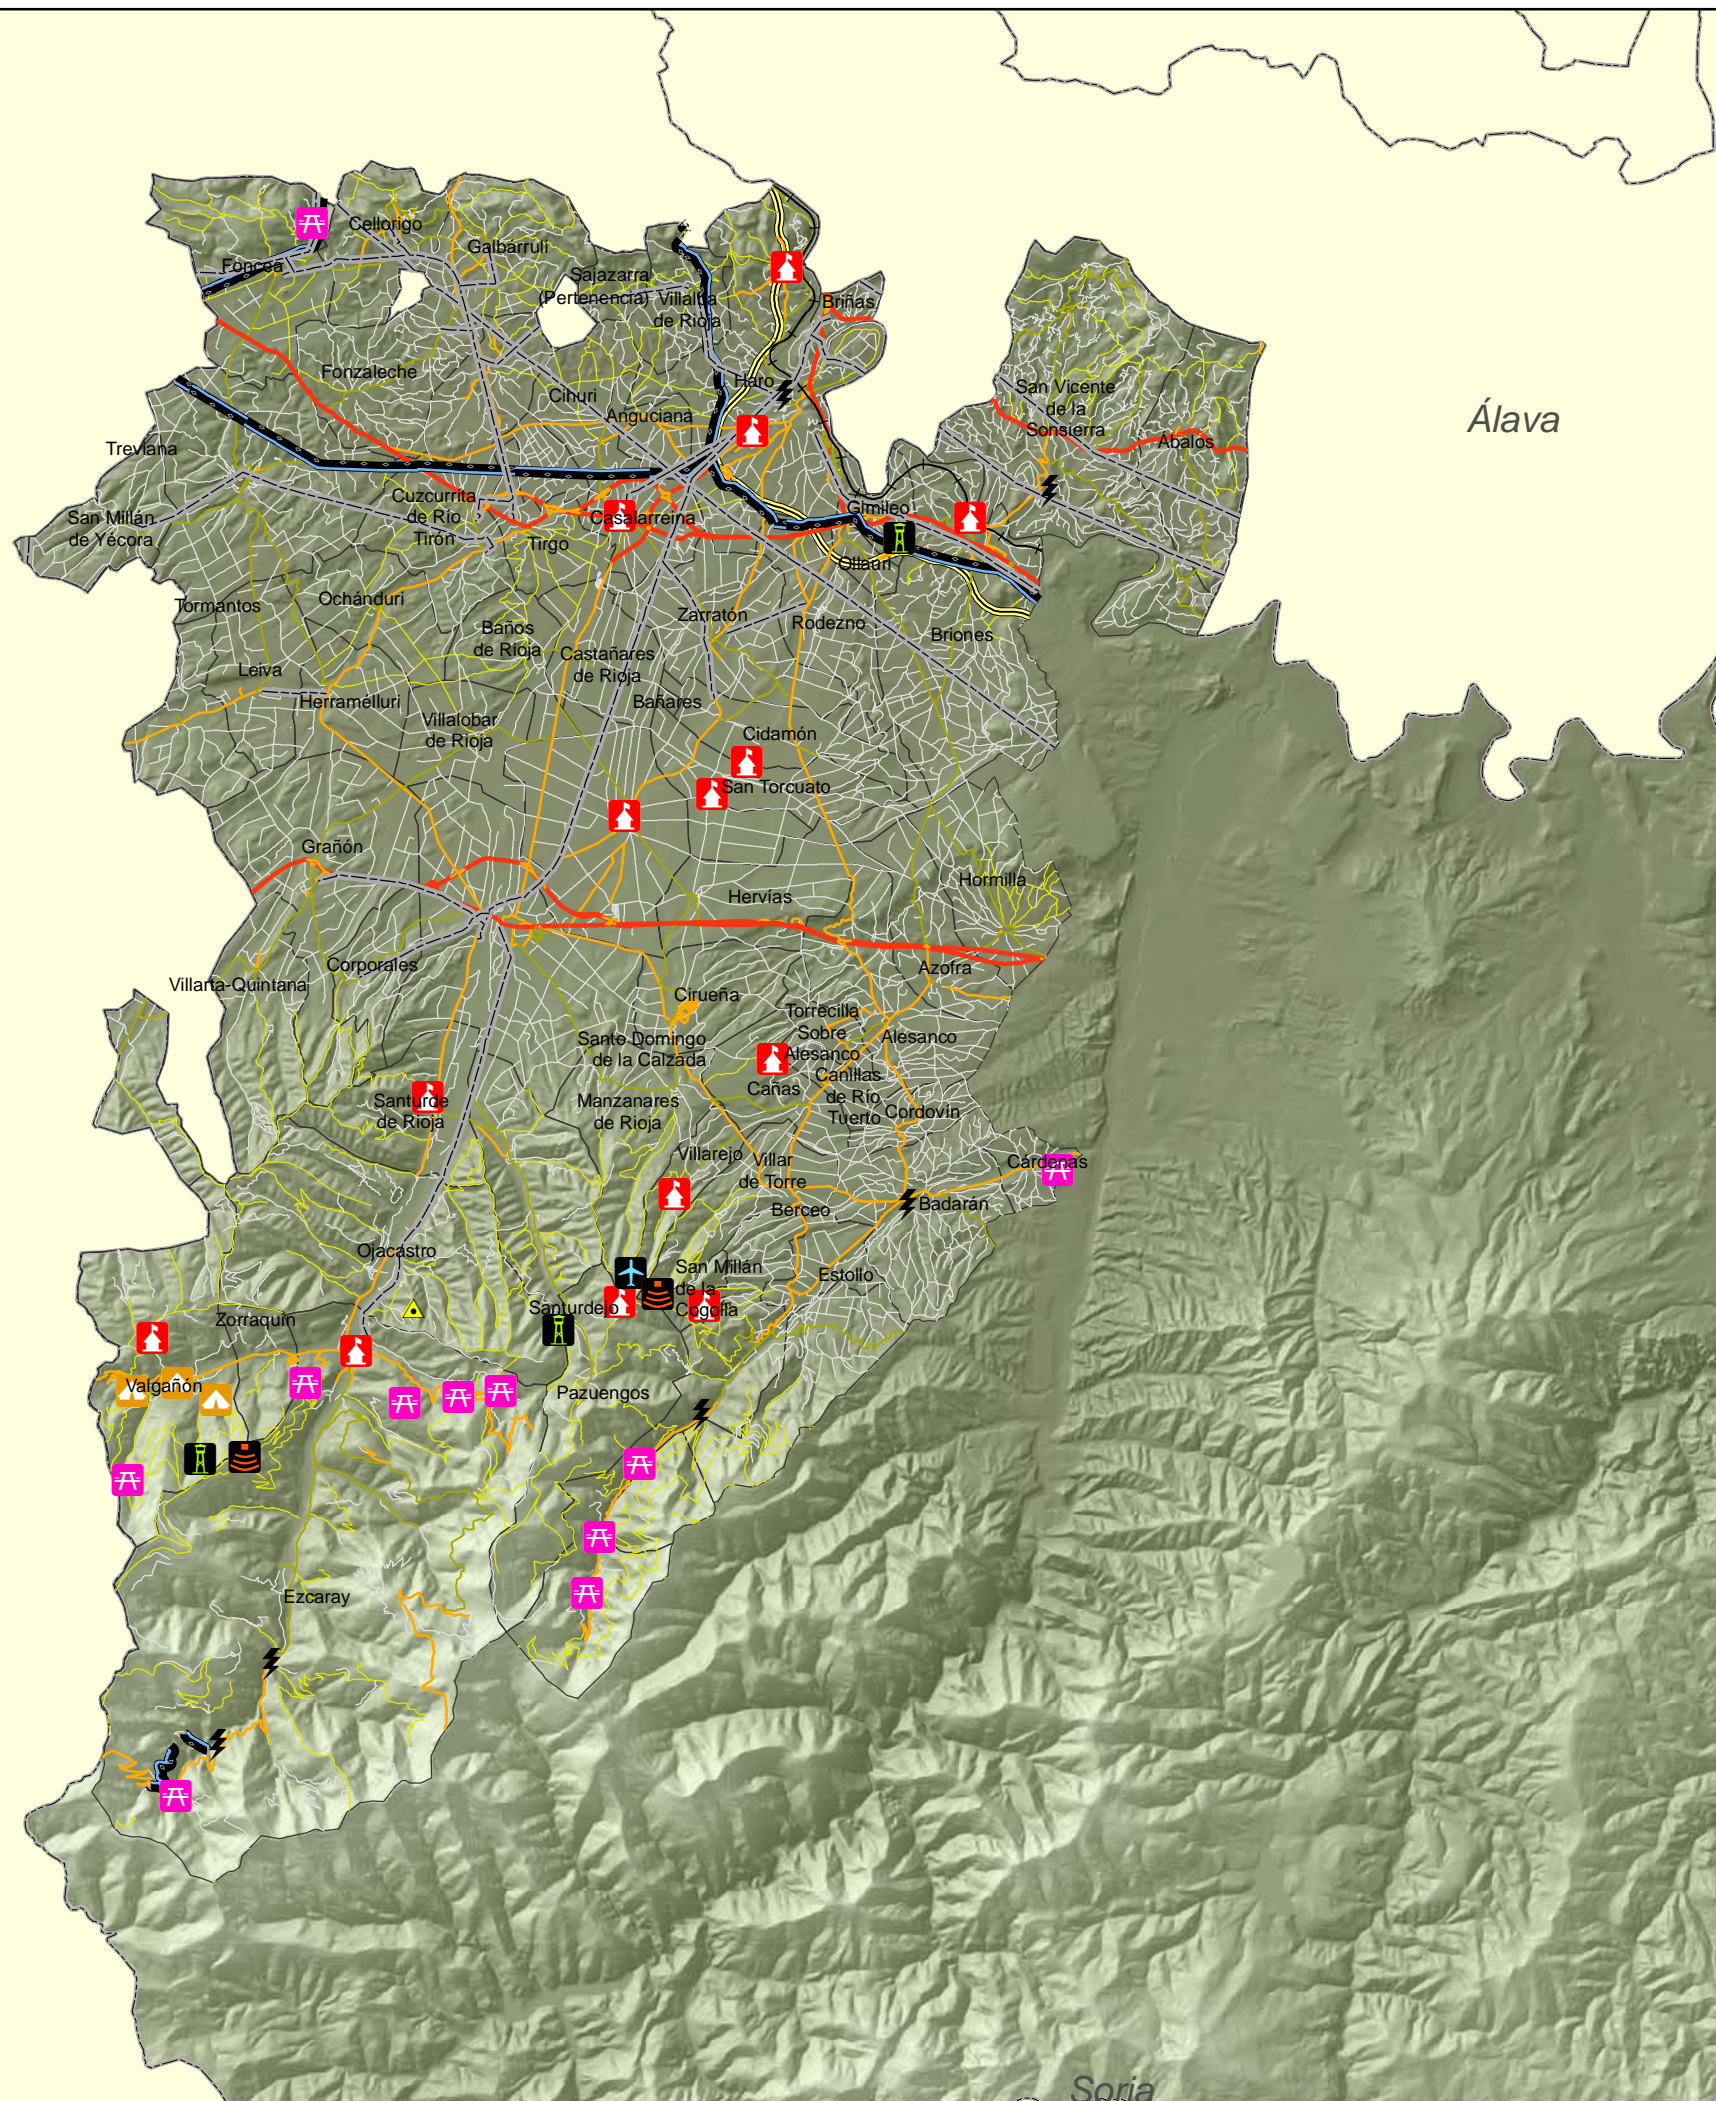 Cellorigo
Galbárruli
Foncea
Sajazarra
(Pertenencia)
Villalba
de Rioja
Briñas
Fonzaleche
Haro
Cihuri
Anguciana
San Vicente
de la
Sonsierra
Ábalos
Álava
Treviana
Cuzcurrita
de Río
Tirón
San Millán
de Yécora
Casalarreina
Gimileo
Tirgo
Ollauri
Tormantos
Ochánduri
Baños
de Rioja
Zarratón
Rodezno
Briones
Castañares
de Rioja
Leiva
Herramélluri
Bañares
Villalobar
de Rioja
Cidamón
San Torcuato
Grañón
Hormilla
Hervías
Corporales
Azofra
Villarta-Quintana
Cirueña
Torrecilla
Sobre
Alesanco
Alesanco
Santo Domingo
de la Calzada
Canillas
de Río
Tuerto
Cañas
Santurde
de Rioja
Manzanares
de Rioja
Cordovín
Villarejo
Villar
de Torre
Cárdenas
Berceo
Badarán
Ojacastro
San Millán
de la
Cogolla
Estollo
Santurdejo
Zorraquín
Valgañón
Pazuengos
Ezcaray
Soria